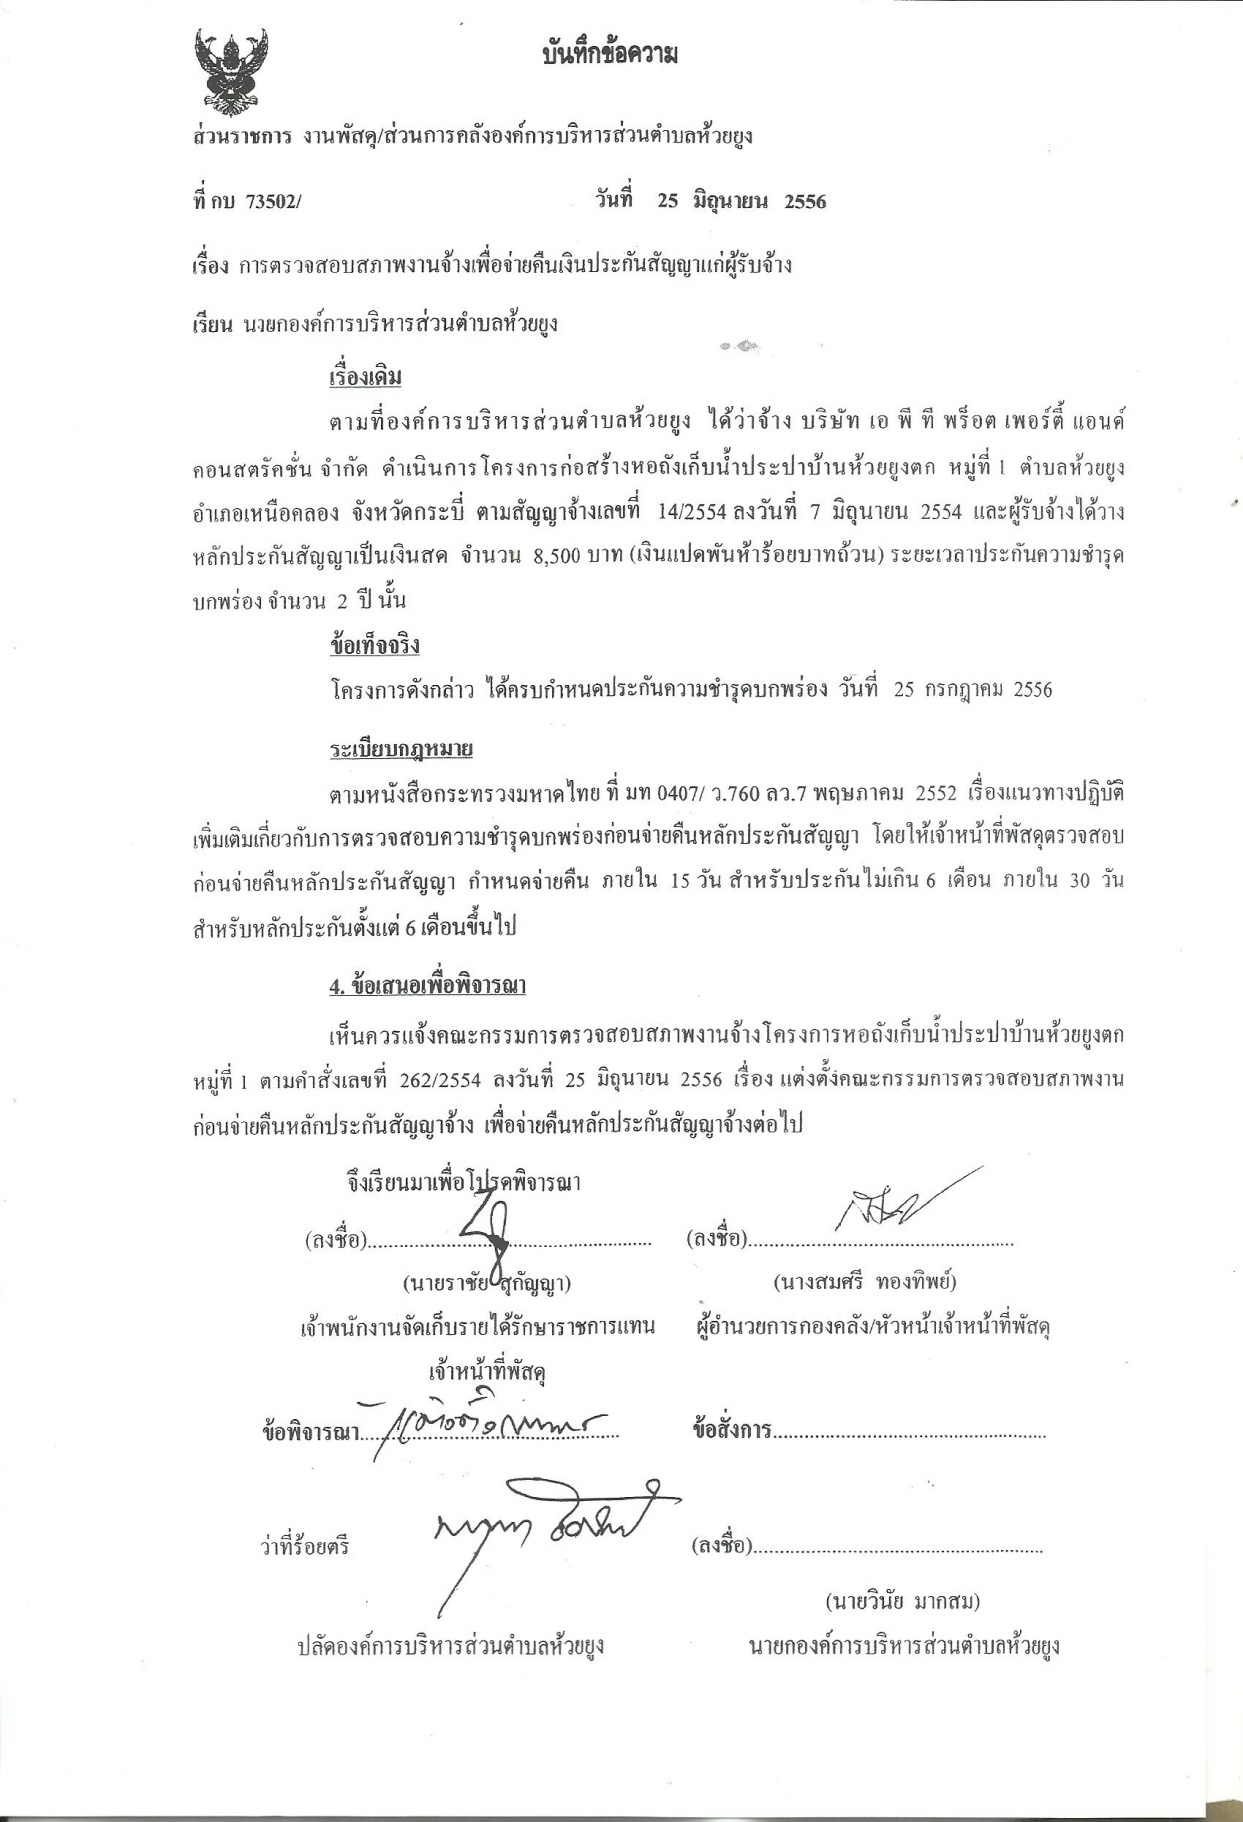 บันทึกข้อความ
ส่วนราชการ งานพัสดุ/ส่วนการคลังองค์การบริหารส่วนตำบลห้วยยูง
ที่ กบ 73502/ วันที่ 25 มิถุนายน 2556
เรื่อง การตรวจสอบสภาพงานจ้างเพื่อจ่ายคืนเงินประกันสัญญาแก่ผู้รับจ้าง
เรียน นายกองค์การบริหารส่วนตำบลห้วยยูง
เรื่องเดิม
ตามที่องค์การบริหารส่วนตำบลห้วยยูง ได้ว่าจ้าง บริษัท เอ พี ที พร็อต เพอร์ตี้ แอนค์
คอนสตรัคชั่น จำกัด ดำเนินการโครงการก่อสร้างหอถังเก็บน้ำประปาบ้านห้วยยูงตก หมู่ที่ 1 ตำบลห้วยยูง
อำเภอเหนือคลอง จังหวัดกระบี่ ตามสัญญาจ้างเลขที่ 14/2554 ลงวันที่ 7 มิถุนายน 2554 และผู้รับจ้างได้วาง
หลักประกันสัญญาเป็นเงินสด จำนวน 8,500 บาท (เงินแปดพันห้าร้อยบาทถ้วน) ระยะเวลาประกันความชำรุด
บกพร่อง จำนวน 2 ปี นั้น
ข้อเท็จจริง
โครงการดังกล่าว ได้ครบกำหนดประกันความชำรุดบกพร่อง วันที่ 25 กรกฎาคม 2556
ระเบียบกฎหมาย
ตามหนังสือกระทรวงมหาดไทย ที่ มท 0407/ ว.760 ลว.7 พฤษภาคม 2552 เรื่องแนวทางปฏิบัติ
เพิ่มเติมเกี่ยวกับการตรวจสอบความชำรุดบกพร่องก่อนจ่ายคืนหลักประกันสัญญา โดยให้เจ้าหน้าที่พัสดุตรวจสอบ
ก่อนจ่ายคืนหลักประกันสัญญา กำหนดจ่ายคืน ภายใน 15 วัน สำหรับประกันไม่เกิน 6 เดือน ภายใน 30 วัน
สำหรับหลักประกันตั้งแต่ 6 เดือนขึ้นไป
4. ข้อเสนอเพื่อพิจารณา
เห็นควรแจ้งคณะกรรมการตรวจสอบสภาพงานจ้างโครงการหอถังเก็บน้ำประปาบ้านห้วยยูงตก
หมู่ที่ 1 ตามคำสั่งเลขที่ 262/2554 ลงวันที่ 25 มิถุนายน 2556 เรื่อง แต่งตั้งคณะกรรมการตรวจสอบสภาพงาน
ก่อนจ่ายคืนหลักประกันสัญญาจ้าง เพื่อจ่ายคืนหลักประกันสัญญาจ้างต่อไป
จึงเรียนมาเพื่อโปรดพิจารณา
(ลงชื่อ)..................................................... (ลงชื่อ)..................................................
(นายราชัย สุกัญญา) (นางสมศรี ทองทิพย์)
เจ้าพนักงานจัดเก็บรายได้รักษาราชการแทน ผู้อำนวยการกองคลัง/หัวหน้าเจ้าหน้าที่พัสดุ
เจ้าหน้าที่พัสดุ
ข้อพิจารณา................................................. ข้อสั่งการ...................................................
ว่าที่ร้อยตรี (ลงชื่อ)......................................................
(นายวินัย มากสม)
ปลัดองค์การบริหารส่วนตำบลห้วยยูง นายกองค์การบริหารส่วนตำบลห้วยยูง